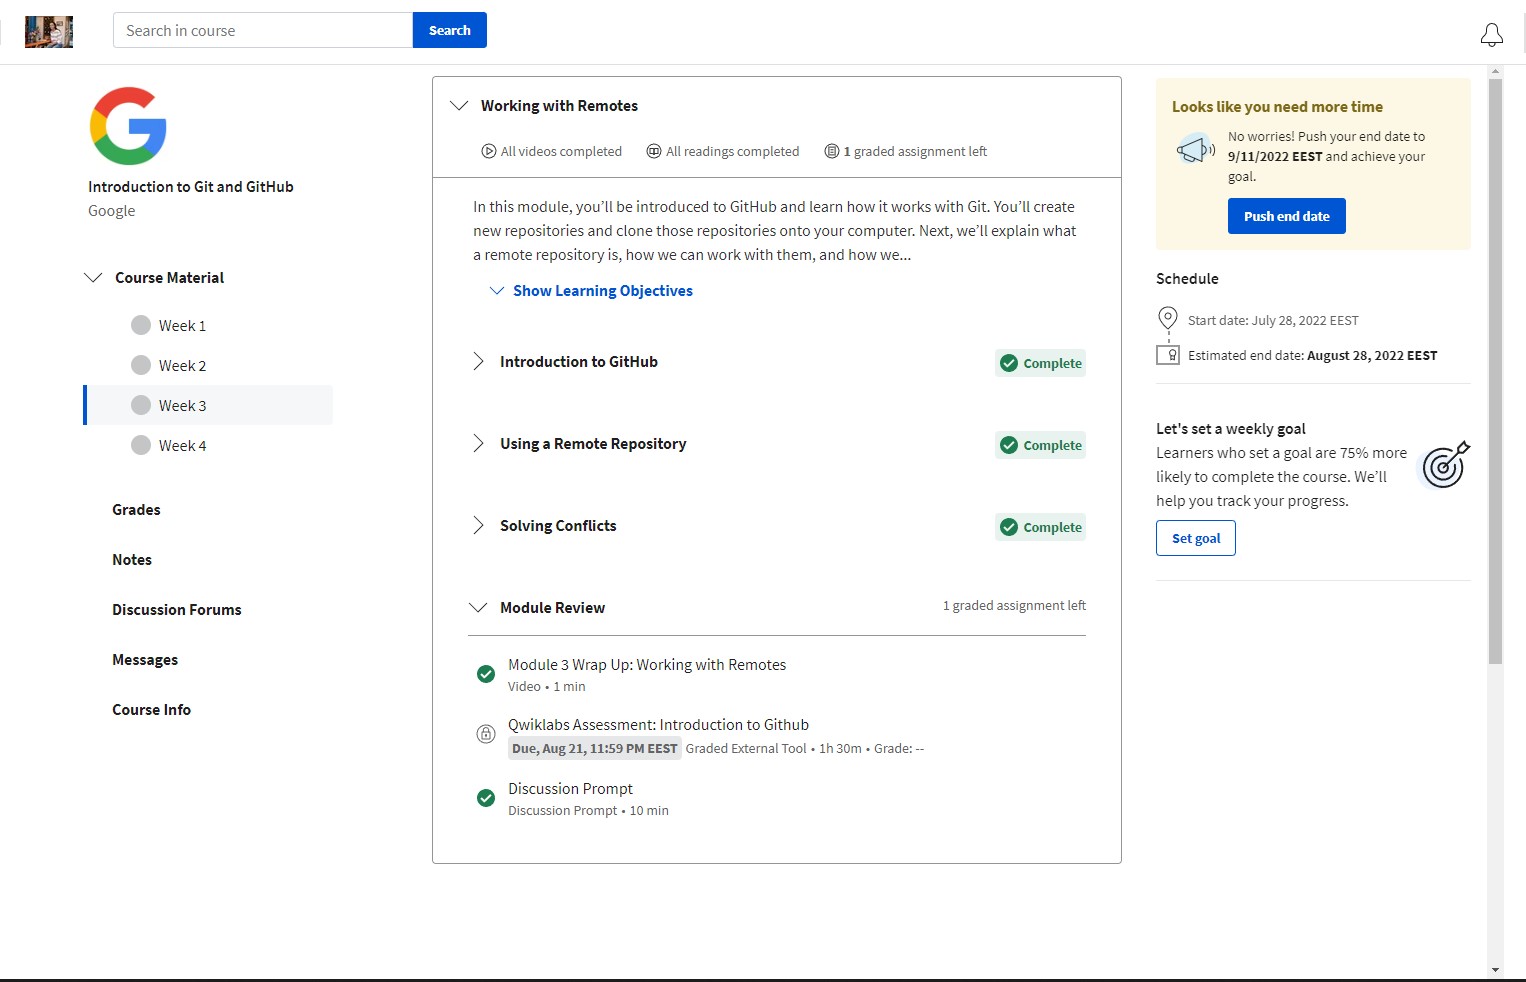 Search in course
Search
Introduction to Git and GitHub
Google
Course Material
Week 1
Week 2
Week 3
Week 4
Grades
Notes
Discussion Forums
Messages
Course Info
Working with Remotes
All videos completed
All readings completed
1 graded assignment left
In this module, you’ll be introduced to GitHub and learn how it works with Git. You’ll create
new repositories and clone those repositories onto your computer. Next, we’ll explain what
a remote repository is, how we can work with them, and how we...
Show Learning Objectives
Introduction to GitHub
Complete
Using a Remote Repository
Complete
Solving Conflicts
Complete
Module Review
1 graded assignment left
Module 3 Wrap Up: Working with Remotes
Video • 1 min
Qwiklabs Assessment: Introduction to Github
Due, Aug 21, 11:59 PM EEST Graded External Tool • 1h 30m • Grade: --
Discussion Prompt
Discussion Prompt • 10 min
Looks like you need more time
No worries! Push your end date to
9/11/2022 EEST and achieve your
goal.
Push end date
Schedule
Start date: July 28, 2022 EEST
Estimated end date: August 28, 2022 EEST
Let's set a weekly goal
Learners who set a goal are 75% more
likely to complete the course. We’ll
help you track your progress.
Set goal